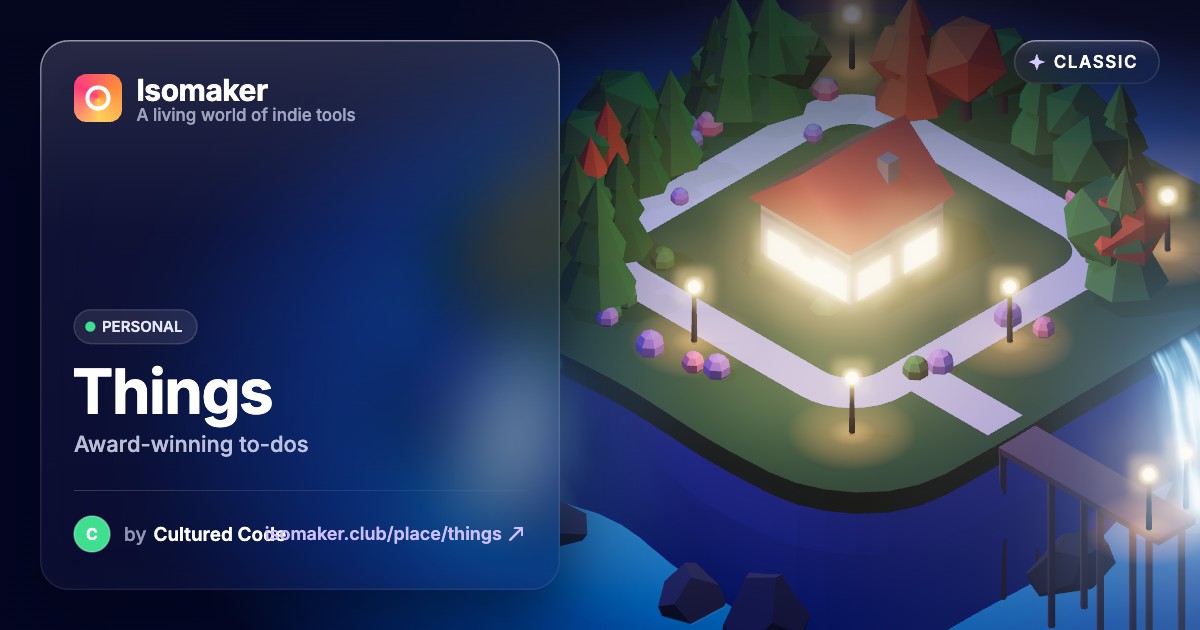 Isomaker
A living world of indie tools
CLASSIC
PERSONAL
Things
Award-winning to-dos
C
by Cultured Code
isomaker.club/place/things ↗